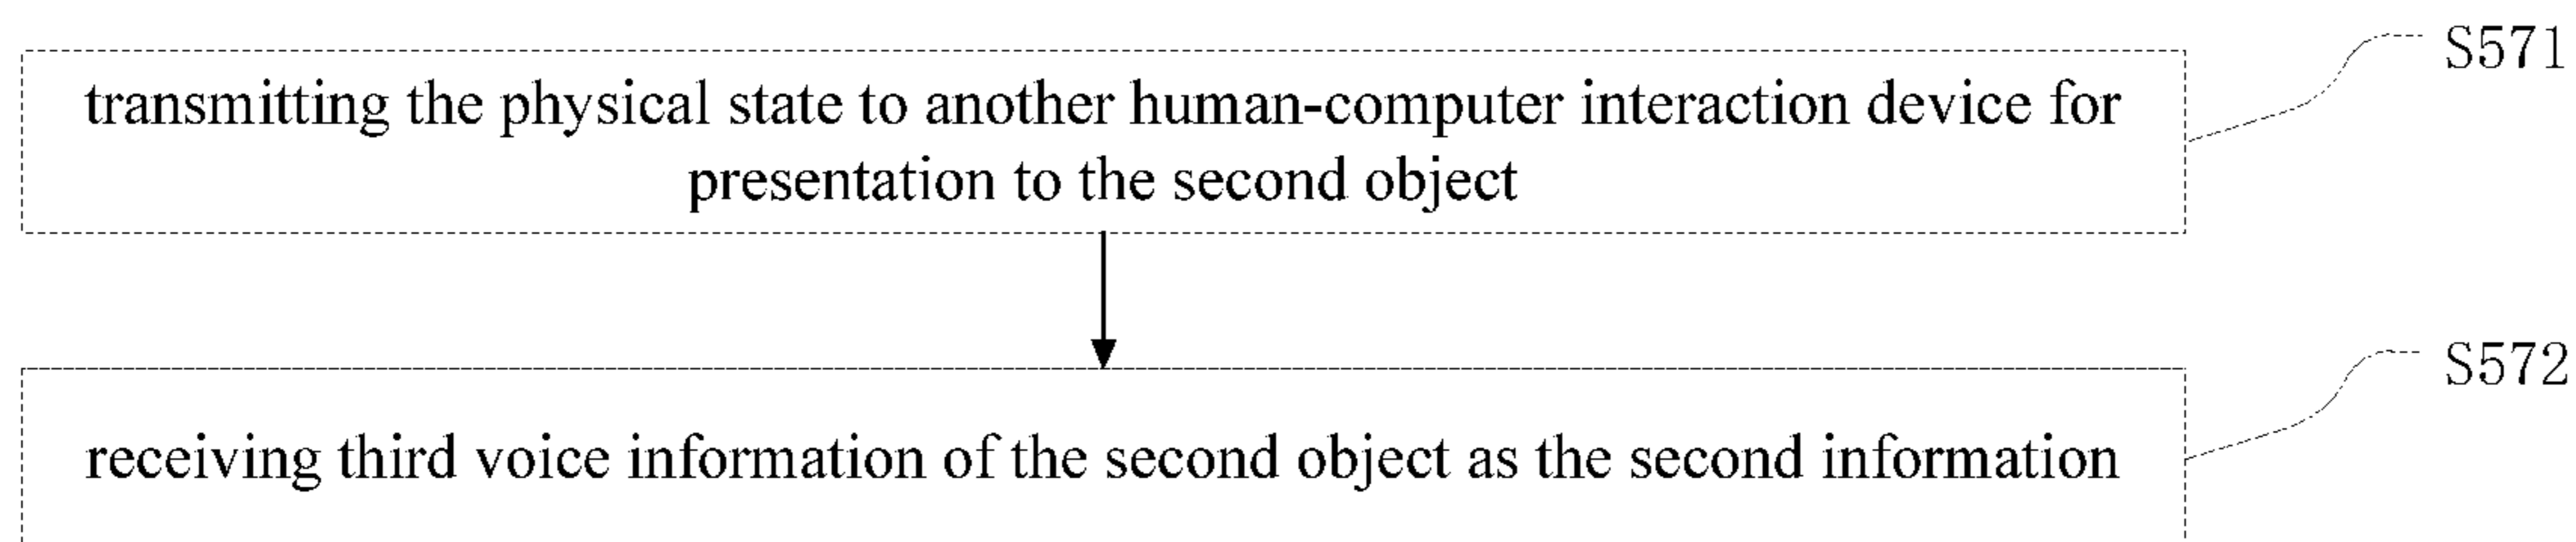 S571
transmitting the physical state to another human-computer interaction device for
presentation to the second object
S572
receiving third voice information of the second object as the second information